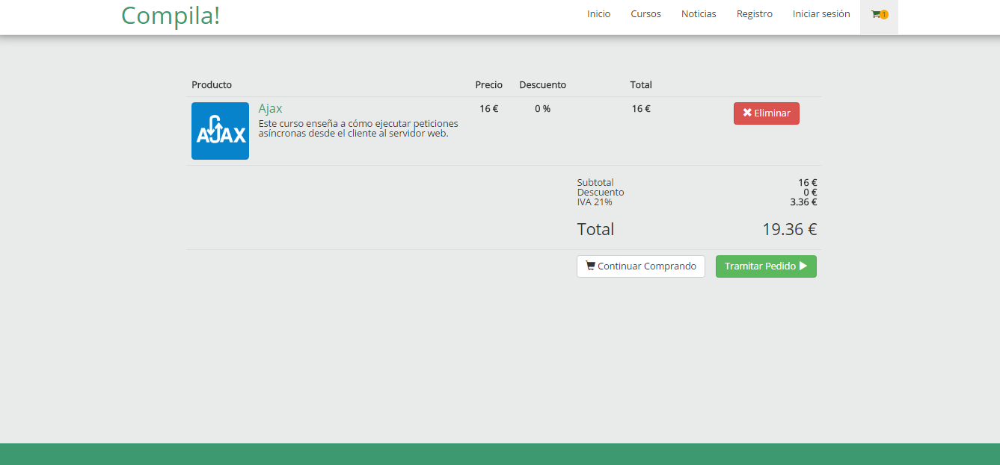 Compila!
Inicio Cursos Noticias Registro Iniciar sesión 1
Producto Precio Descuento Total
AJAX
Ajax 16 € 0 % 16 € Eliminar
Este curso enseña a cómo ejecutar peticiones
asíncronas desde el cliente al servidor web.
Subtotal 16 €
Descuento 0 €
IVA 21% 3.36 €
Total 19.36 €
Continuar Comprando Tramitar Pedido